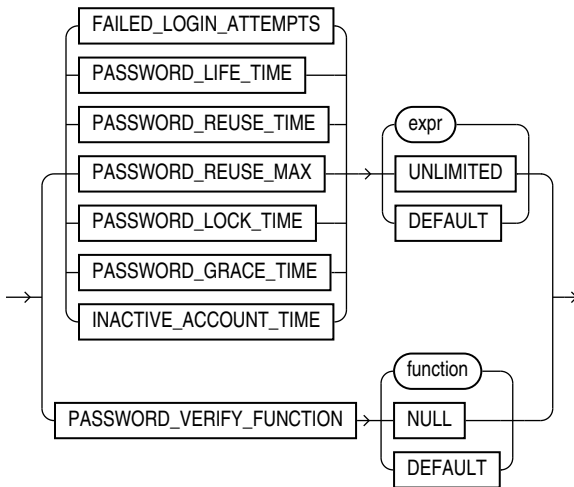 FAILED_LOGIN_ATTEMPTS
PASSWORD_LIFE_TIME
PASSWORD_REUSE_TIME
PASSWORD_REUSE_MAX
PASSWORD_LOCK_TIME
PASSWORD_GRACE_TIME
INACTIVE_ACCOUNT_TIME
expr
UNLIMITED
DEFAULT
PASSWORD_VERIFY_FUNCTION
function
NULL
DEFAULT